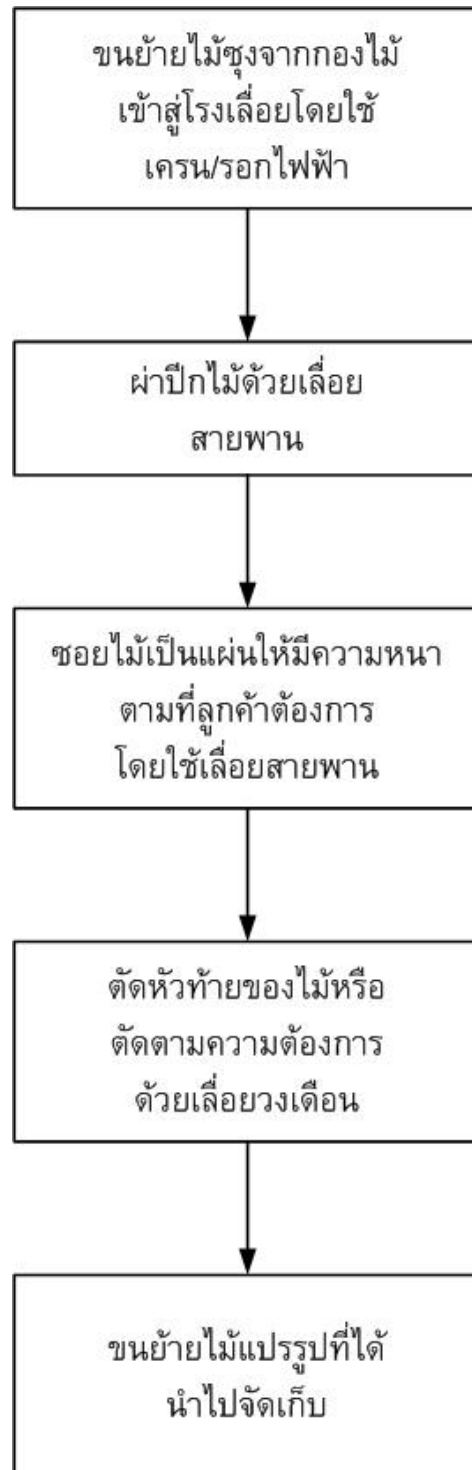 ขนย้ายไม้ซุงจากกองไม้
เข้าสู่โรงเลื่อยโดยใช้
เครน/รอกไฟฟ้า
ผ่าปีกไม้ด้วยเลื่อย
สายพาน
ซอยไม้เป็นแผ่นให้มีความหนา
ตามที่ลูกค้าต้องการ
โดยใช้เลื่อยสายพาน
ตัดหัวท้ายของไม้หรือ
ตัดตามความต้องการ
ด้วยเลื่อยวงเดือน
ขนย้ายไม้แปรรูปที่ได้
นำไปจัดเก็บ